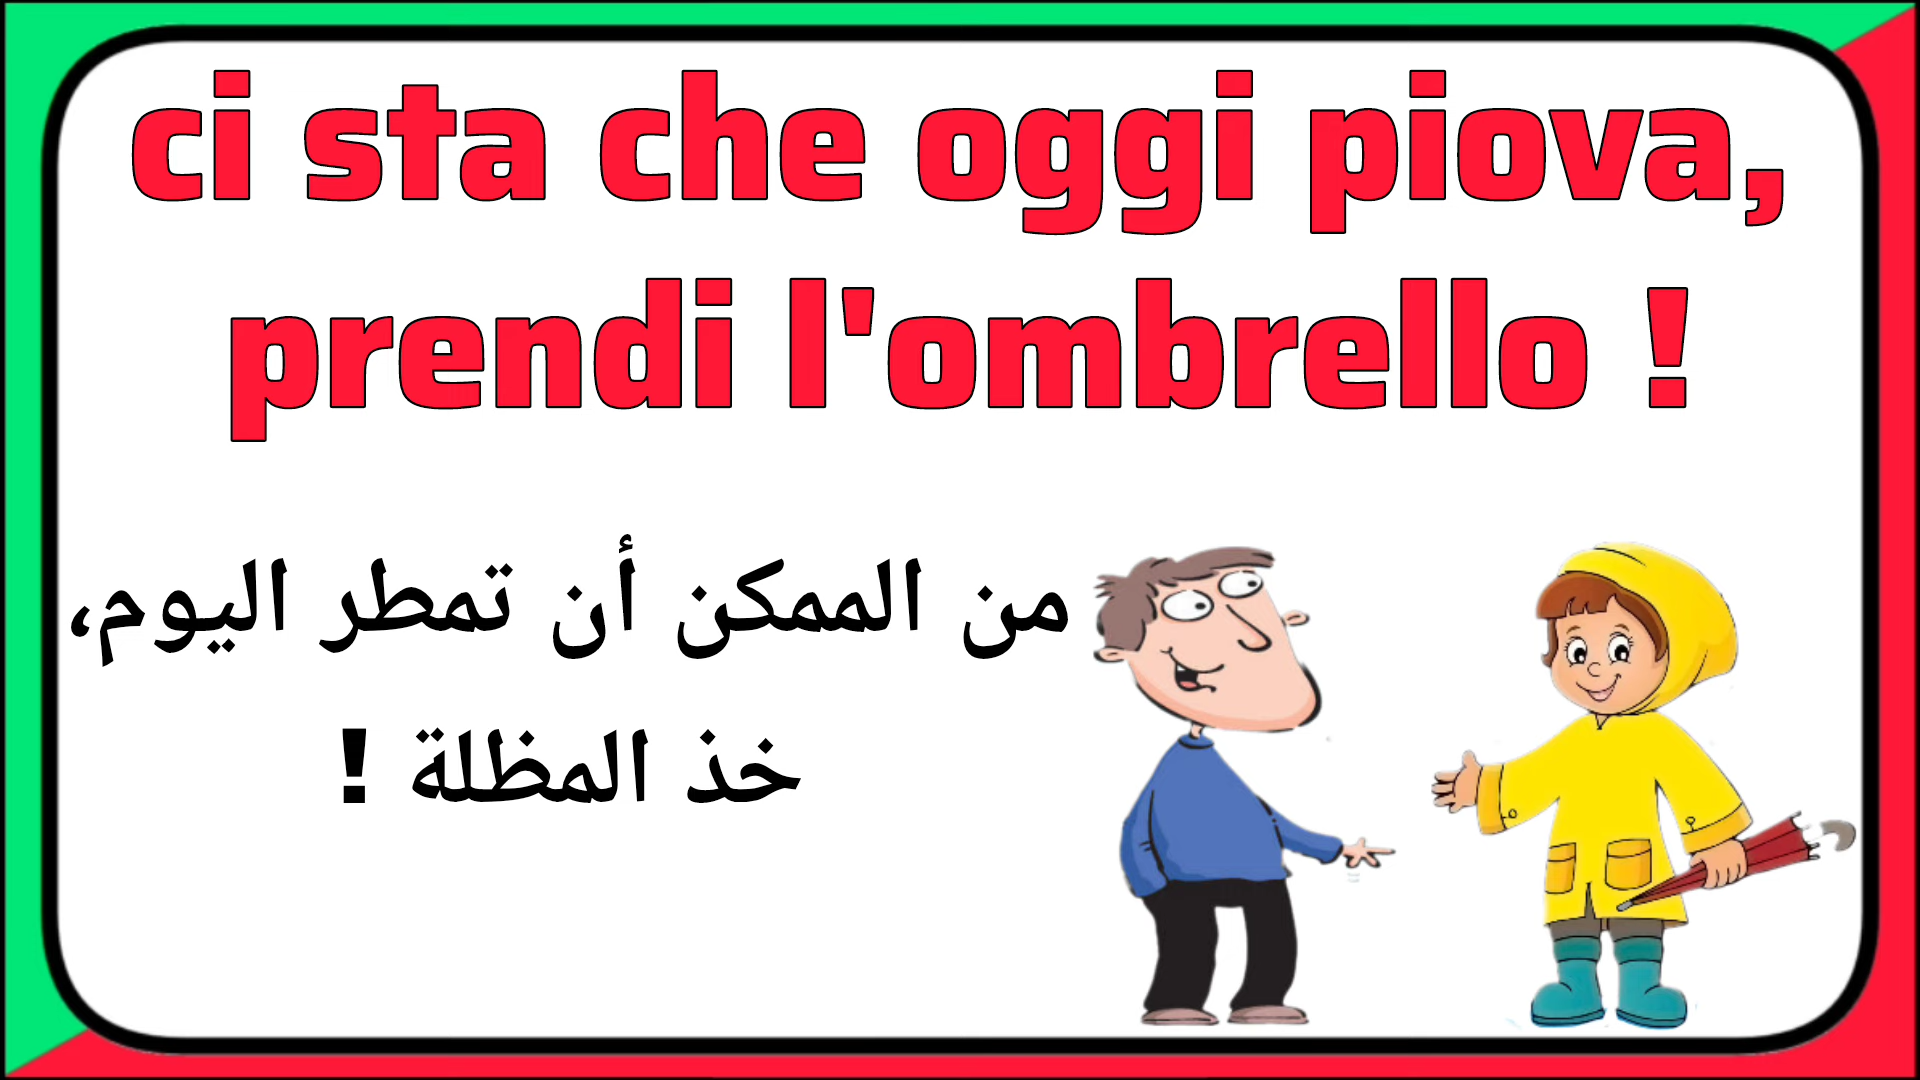 ci sta che oggi piova,
prendi l'ombrello !
من الممكن أن تمطر اليوم،
خذ المظلة !